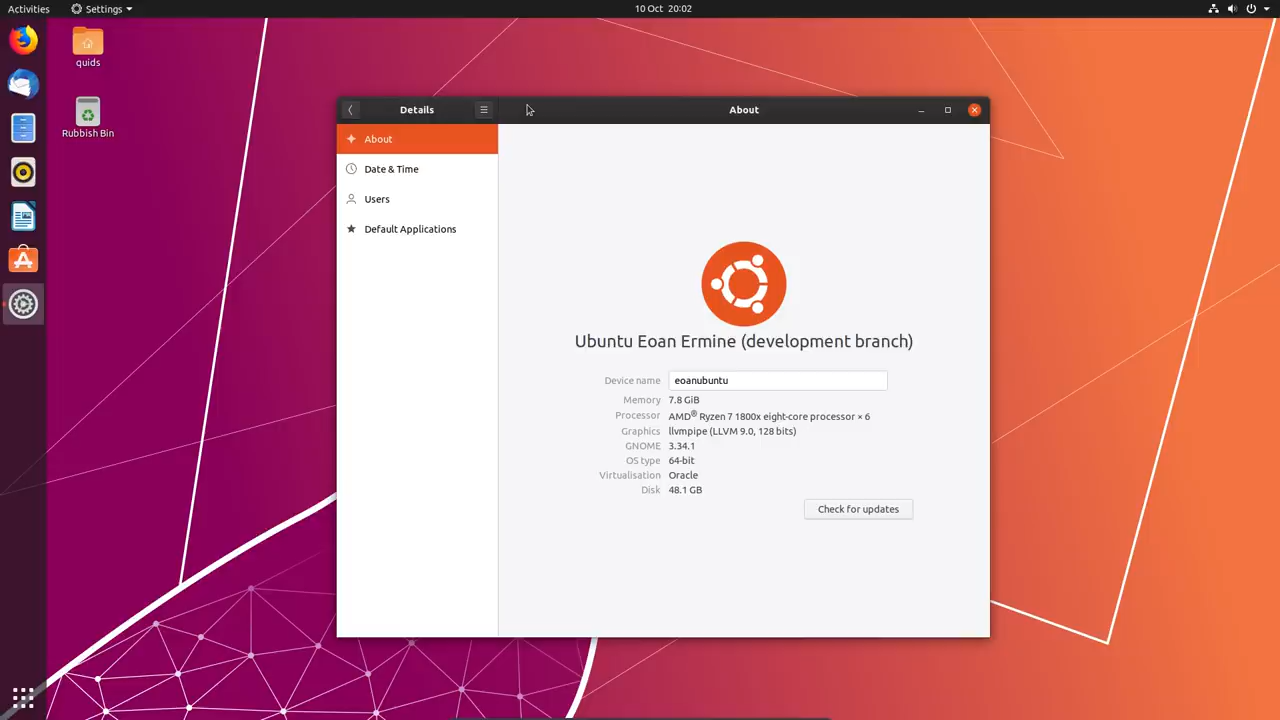 Activities
Settings
10 Oct 20:02
quids
Rubbish Bin
Details
About
About
Date & Time
Users
Default Applications
Ubuntu Eoan Ermine (development branch)
Device name eoanubuntu
Memory 7.8 GiB
Processor AMD® Ryzen 7 1800x eight-core processor × 6
Graphics llvmpipe (LLVM 9.0, 128 bits)
GNOME 3.34.1
OS type 64-bit
Virtualisation Oracle
Disk 48.1 GB
Check for updates